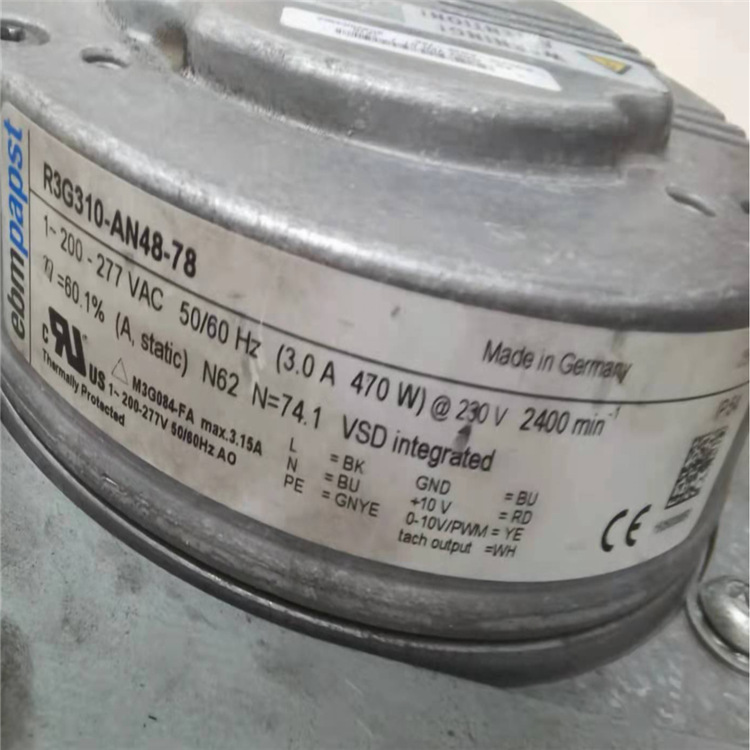 ebmpapst
R3G310-AN48-78
1~ 200 - 277 VAC 50/60 Hz (3.0 A 470 W) @ 230 V 2400 min⁻¹
η =60.1% (A, static) N62 N=74.1 VSD integrated
Made in Germany
c RU US
Thermally Protected
△ M3G084-FA max.3.15A
1~ 200-277V 50/60Hz AO
L = BK
N = BU
PE = GNYE
GND = BU
+10 V = RD
0-10V/PWM = YE
tach output =WH
CE